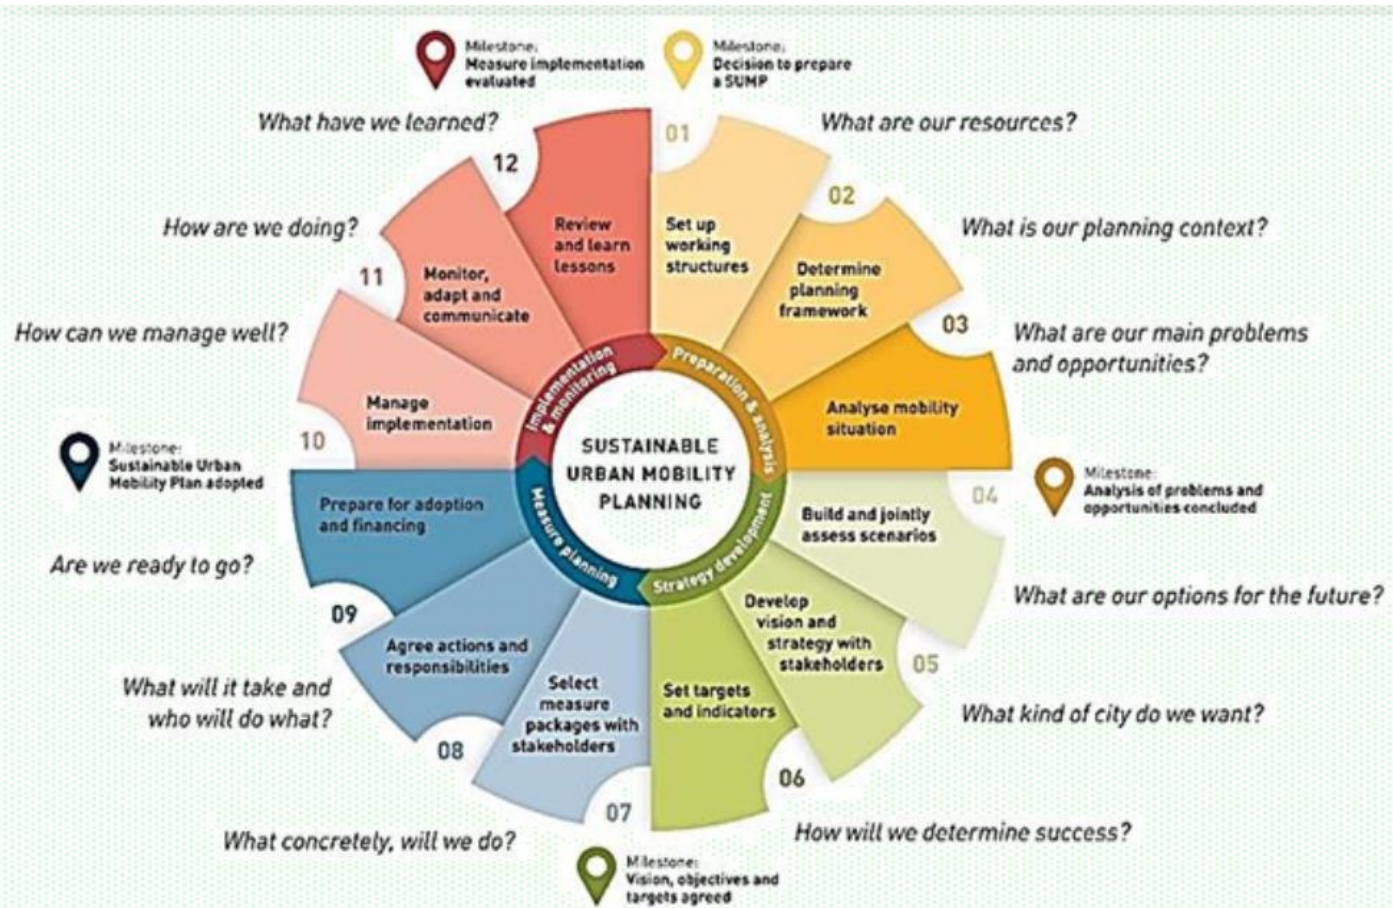 Milestone:
Measure implementation
evaluated
Milestone:
Decision to prepare
a SUMP
What are our resources?
01
Set up
working
structures
02
What is our planning context?
Determine
planning
framework
03
What are our main problems
and opportunities?
Analyse mobility
situation
Milestone:
Analysis of problems and
opportunities concluded
04
Build and jointly
assess scenarios
What are our options for the future?
05
Develop
vision and
strategy with
stakeholders
What kind of city do we want?
06
Set targets
and indicators
How will we determine success?
Milestone:
Vision, objectives and
targets agreed
07
Select
measure
packages with
stakeholders
What concretely, will we do?
08
Agree actions and
responsibilities
What will it take and
who will do what?
09
Prepare for adoption
and financing
Are we ready to go?
Milestone:
Sustainable Urban
Mobility Plan adopted
10
Manage
implementation
How can we manage well?
11
Monitor,
adapt and
communicate
How are we doing?
12
Review
and learn
lessons
What have we learned?
Preparation & analysis
Strategy development
Measure planning
Implementation
& monitoring
SUSTAINABLE
URBAN MOBILITY
PLANNING